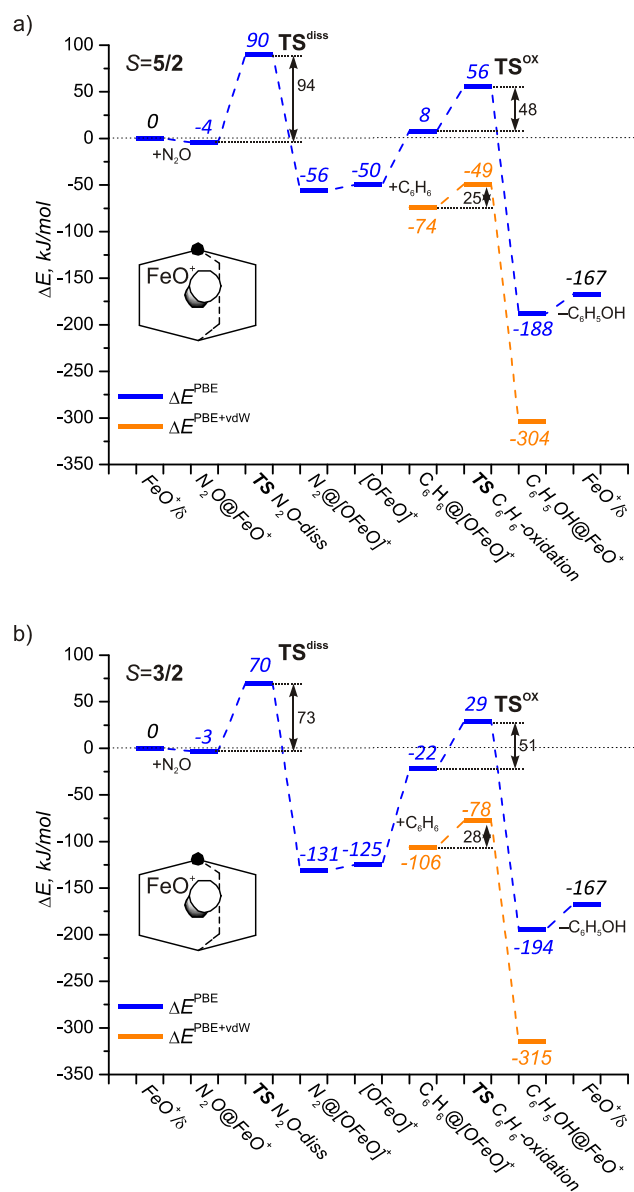 a)
S=5/2
TSdiss
TSox
100
50
0
-50
-100
-150
-200
-250
-300
-350
ΔE, kJ/mol
0
-4
90
94
-56
-50
8
56
48
+N2O
+C6H6
-74
-49
25
-188
-167
−C6H5OH
-304
FeO+
ΔEPBE
ΔEPBE+vdW
FeO+/δ
N2O@FeO+
TS N2O-diss
N2@[OFeO]+
[OFeO]+
C6H6@[OFeO]+
TS C6H6-oxidation
C6H5OH@FeO+
FeO+/δ
b)
S=3/2
TSdiss
TSox
100
50
0
-50
-100
-150
-200
-250
-300
-350
ΔE, kJ/mol
0
-3
70
73
-131
-125
-22
29
51
+N2O
+C6H6
-106
-78
28
-194
-167
−C6H5OH
-315
FeO+
ΔEPBE
ΔEPBE+vdW
FeO+/δ
N2O@FeO+
TS N2O-diss
N2@[OFeO]+
[OFeO]+
C6H6@[OFeO]+
TS C6H6-oxidation
C6H5OH@FeO+
FeO+/δ